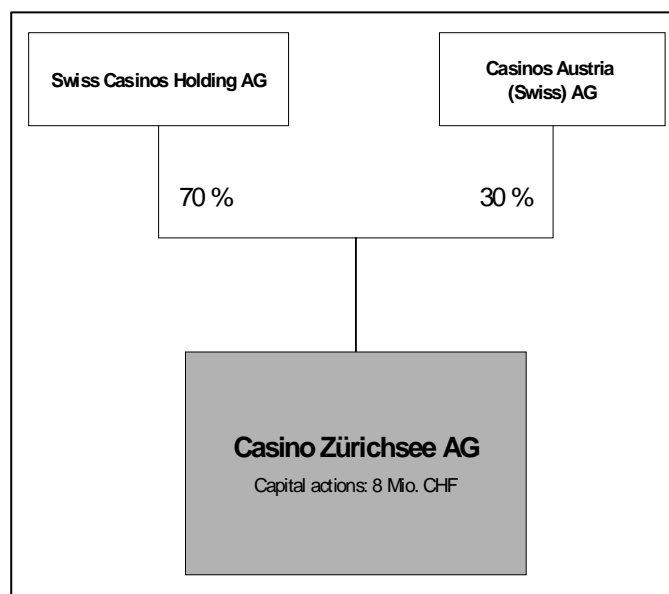 Swiss Casinos Holding AG
Casinos Austria
(Swiss) AG
70 %
30 %
Casino Zürichsee AG
Capital actions: 8 Mio. CHF